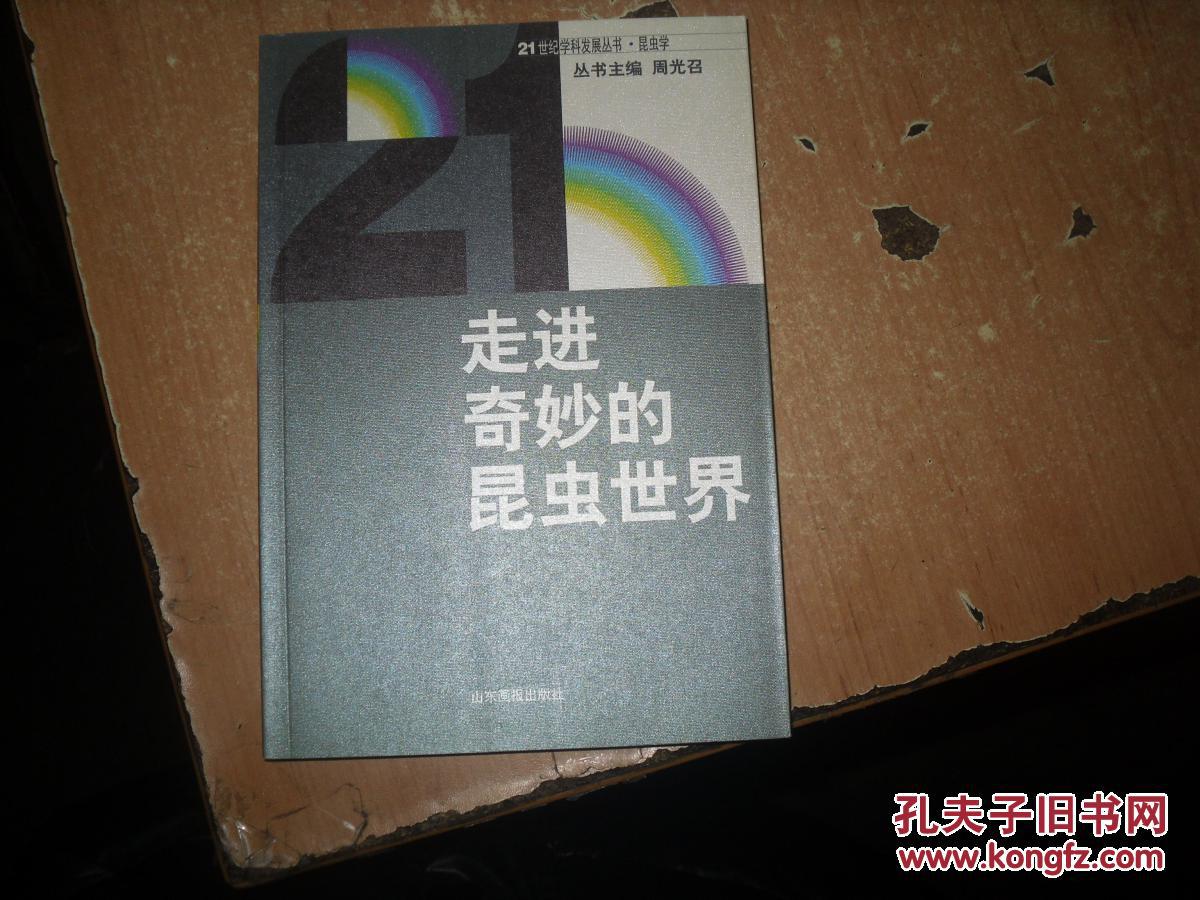 21世纪学科发展丛书·昆虫学
丛书主编 周光召
21
走进
奇妙的
昆虫世界
山东画报出版社
孔夫子旧书网
www.kongfz.com